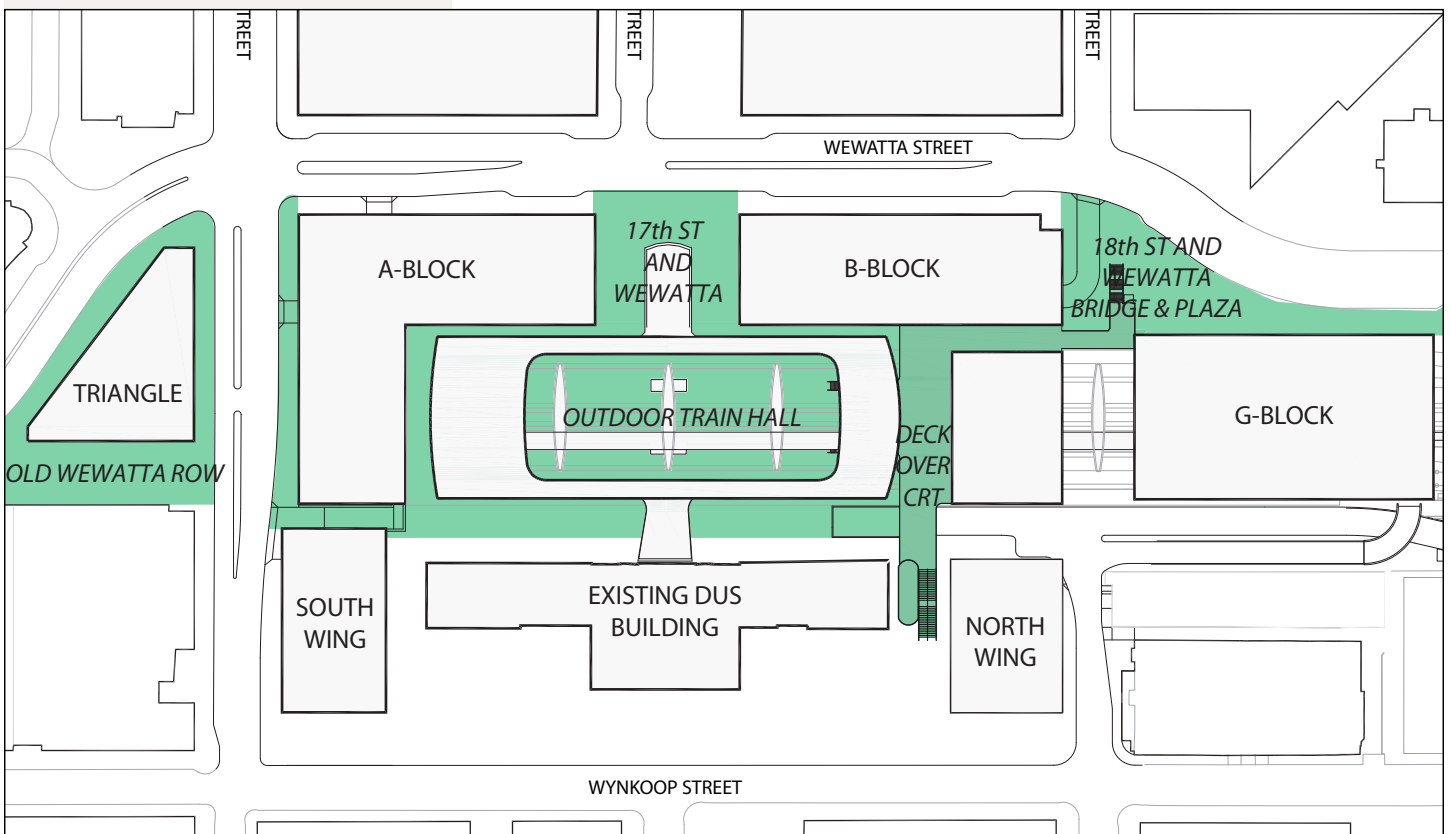 STREET
STREET
STREET
WEWATTA STREET
17th ST
AND
WEWATTA
A-BLOCK
B-BLOCK
18th ST AND
WEWATTA
BRIDGE & PLAZA
TRIANGLE
OUTDOOR TRAIN HALL
G-BLOCK
DECK
OVER
CRT
OLD WEWATTA ROW
SOUTH
WING
EXISTING DUS
BUILDING
NORTH
WING
WYNKOOP STREET